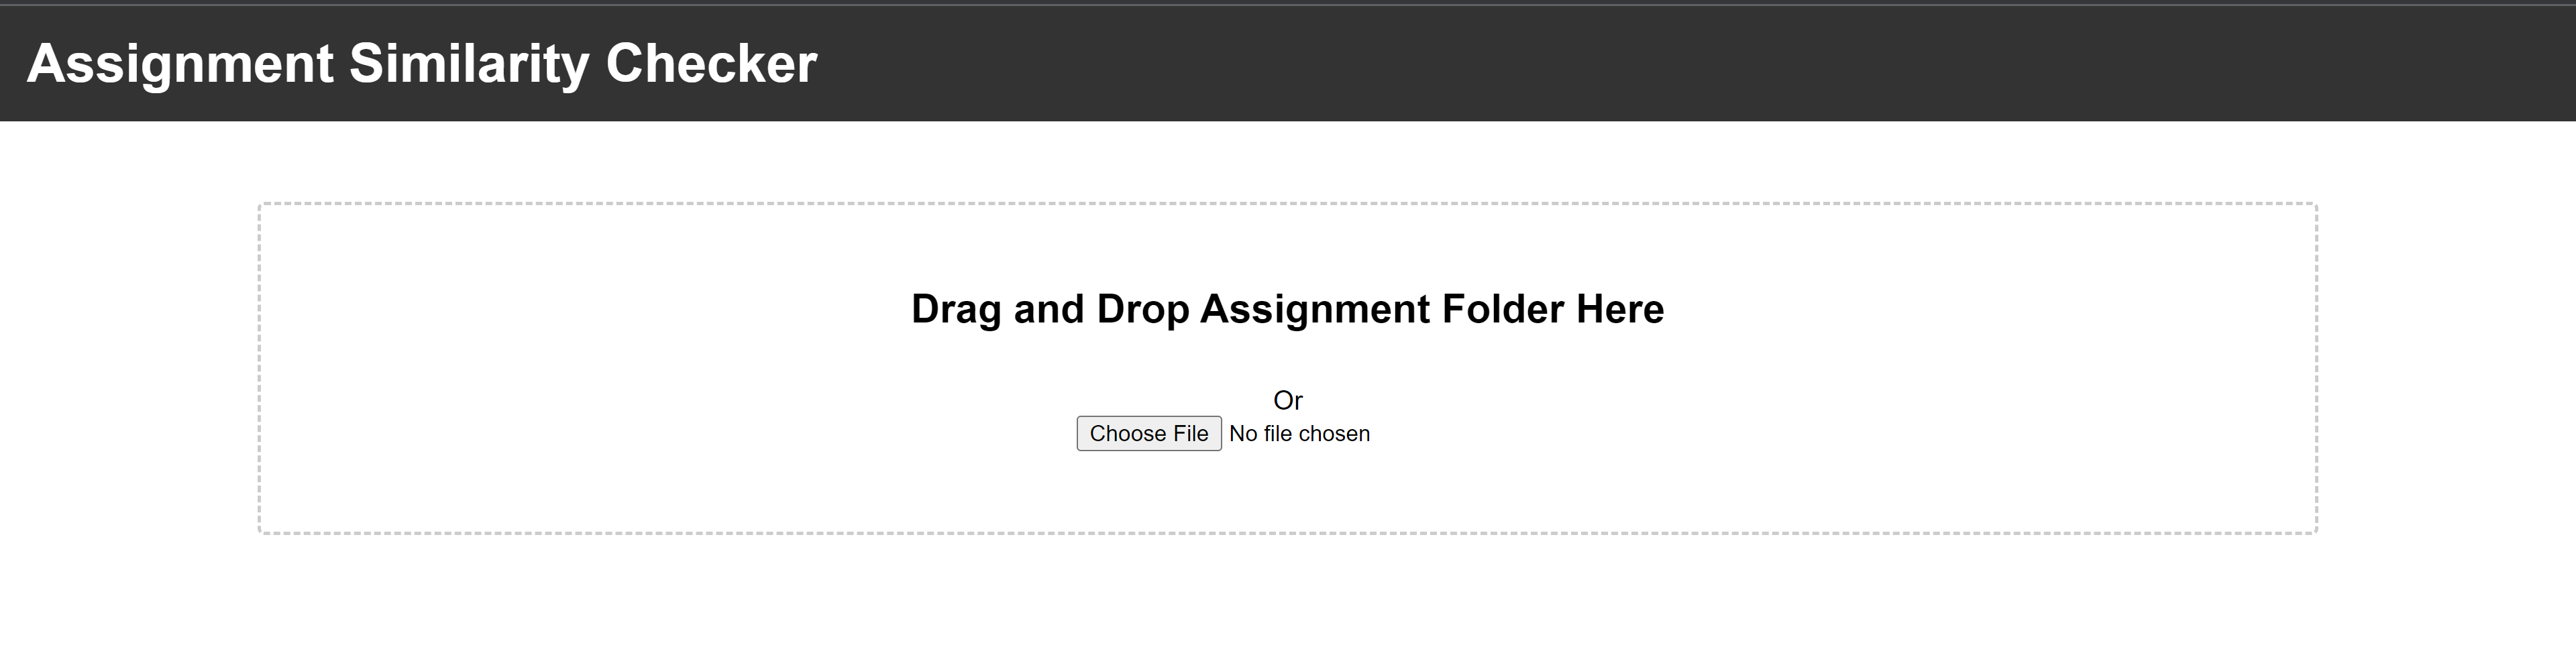 Assignment Similarity Checker
Drag and Drop Assignment Folder Here
Or
Choose File No file chosen